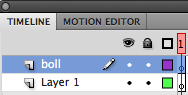 TIMELINE MOTION EDITOR
1
boll
Layer 1